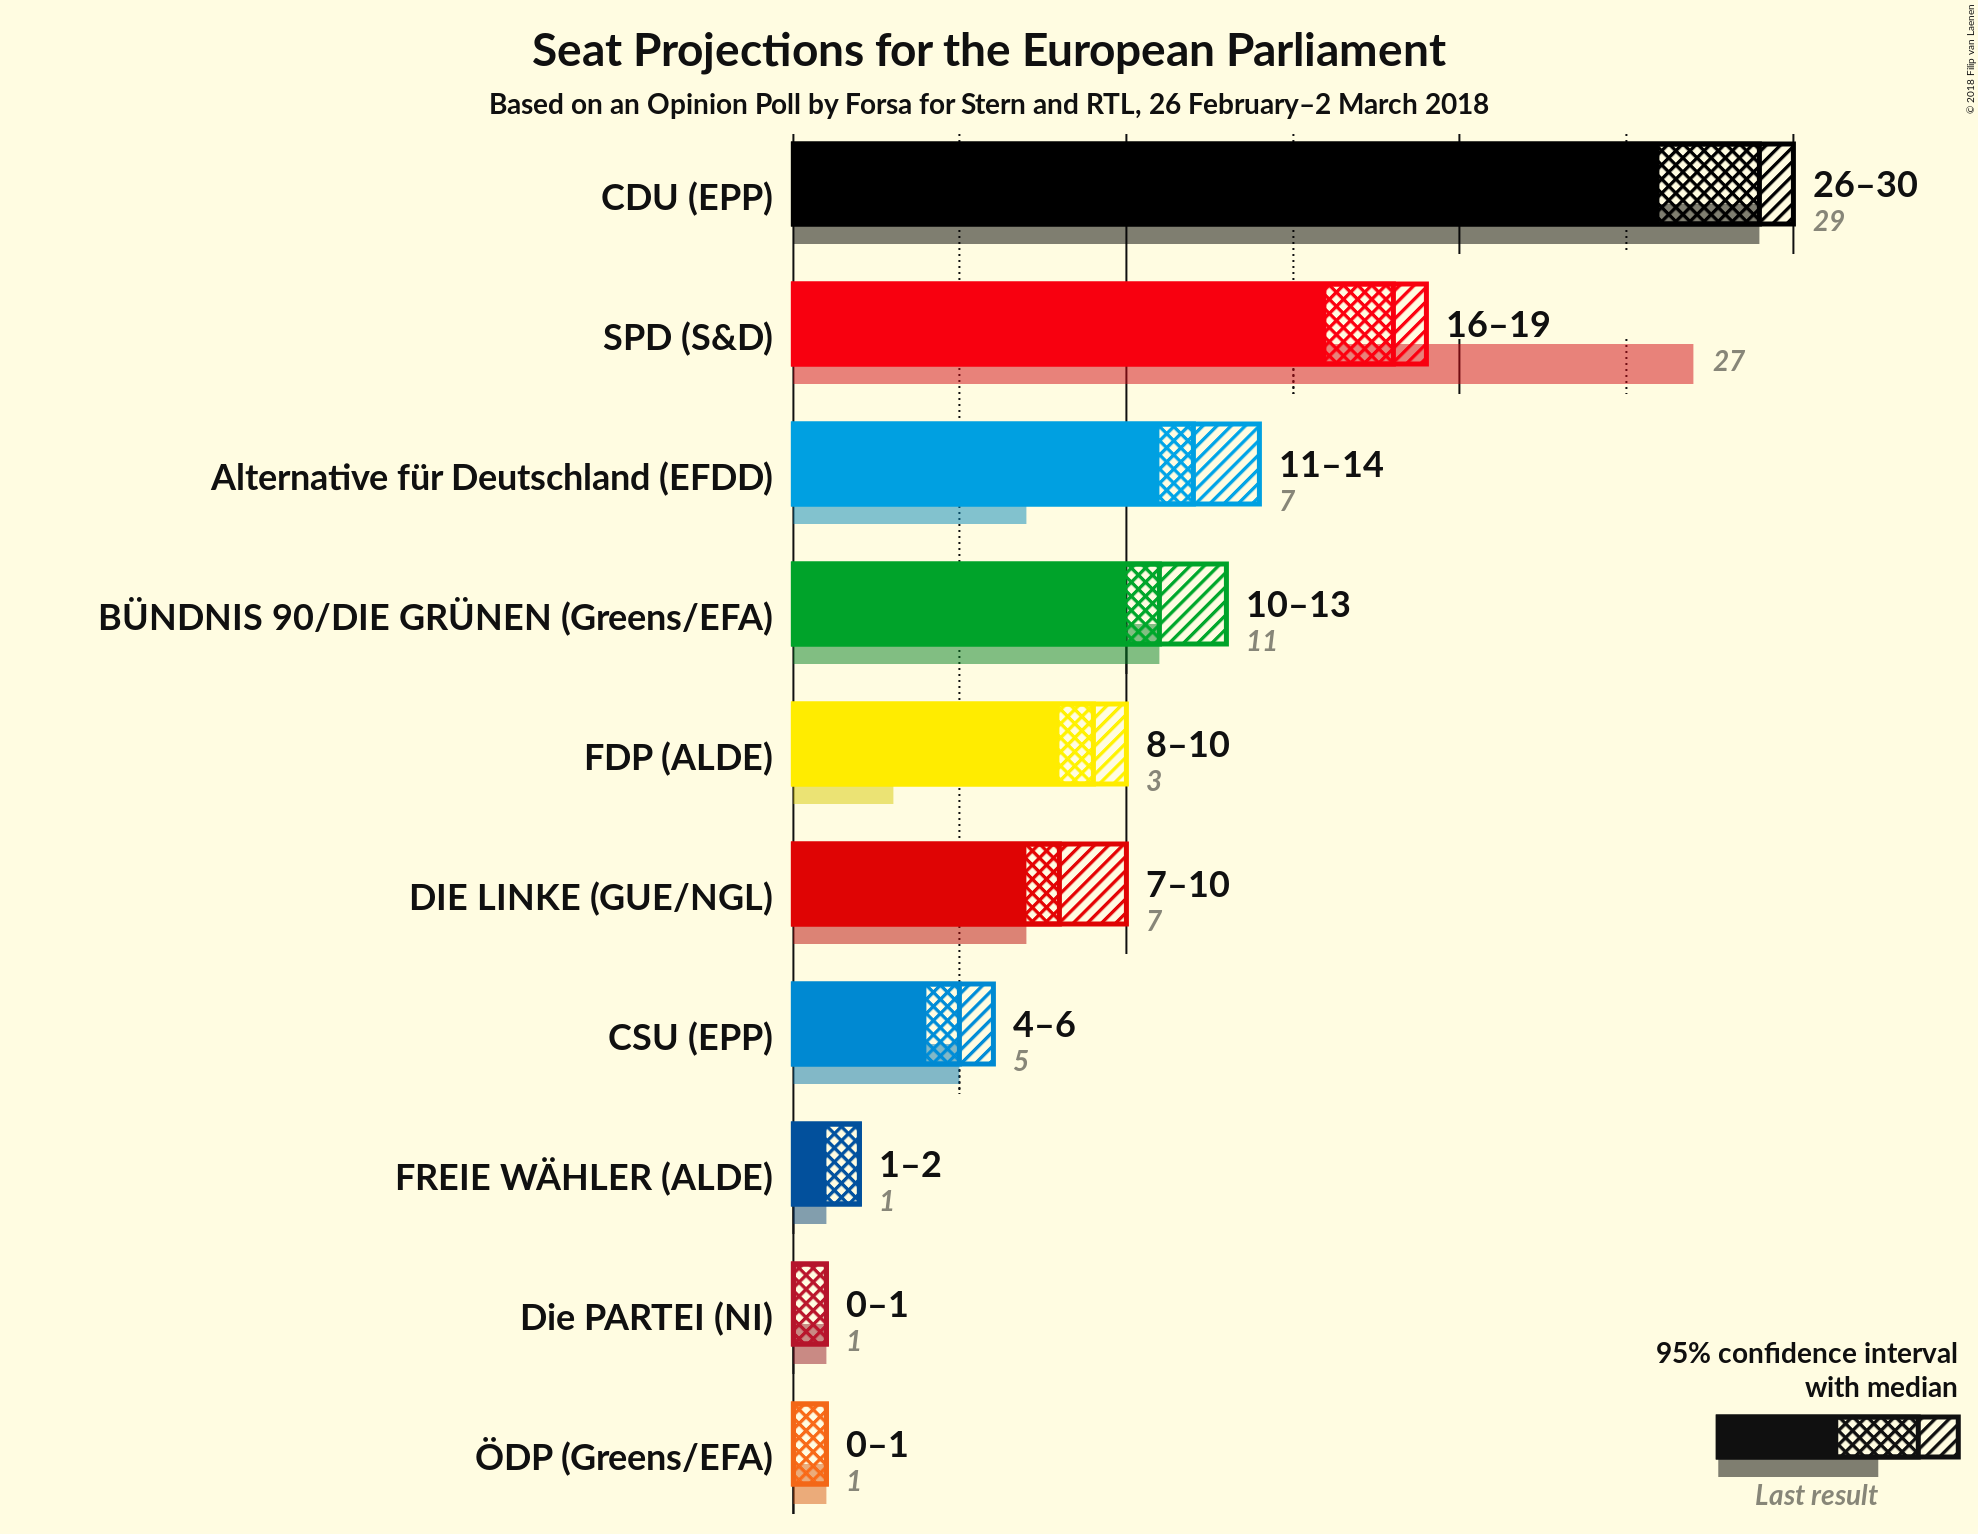 Seat Projections for the European Parliament
Based on an Opinion Poll by Forsa for Stern and RTL, 26 February–2 March 2018
© 2018 Filip van Laenen
CDU (EPP)
26–30
29
SPD (S&D)
16–19
27
Alternative für Deutschland (EFDD)
11–14
7
BÜNDNIS 90/DIE GRÜNEN (Greens/EFA)
10–13
11
FDP (ALDE)
8–10
3
DIE LINKE (GUE/NGL)
7–10
7
CSU (EPP)
4–6
5
FREIE WÄHLER (ALDE)
1–2
1
Die PARTEI (NI)
0–1
1
ÖDP (Greens/EFA)
0–1
1
95% confidence interval
with median
Last result